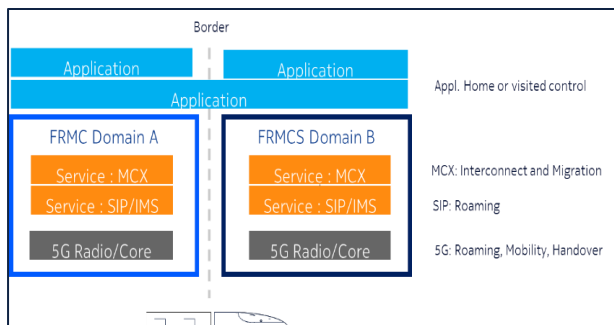 Border
Application
Application
Appl. Home or visited control
Application
FRMC Domain A
FRMCS Domain B
Service : MCX
Service : MCX
MCX: Interconnect and Migration
Service : SIP/IMS
Service : SIP/IMS
SIP: Roaming
5G Radio/Core
5G Radio/Core
5G: Roaming, Mobility, Handover